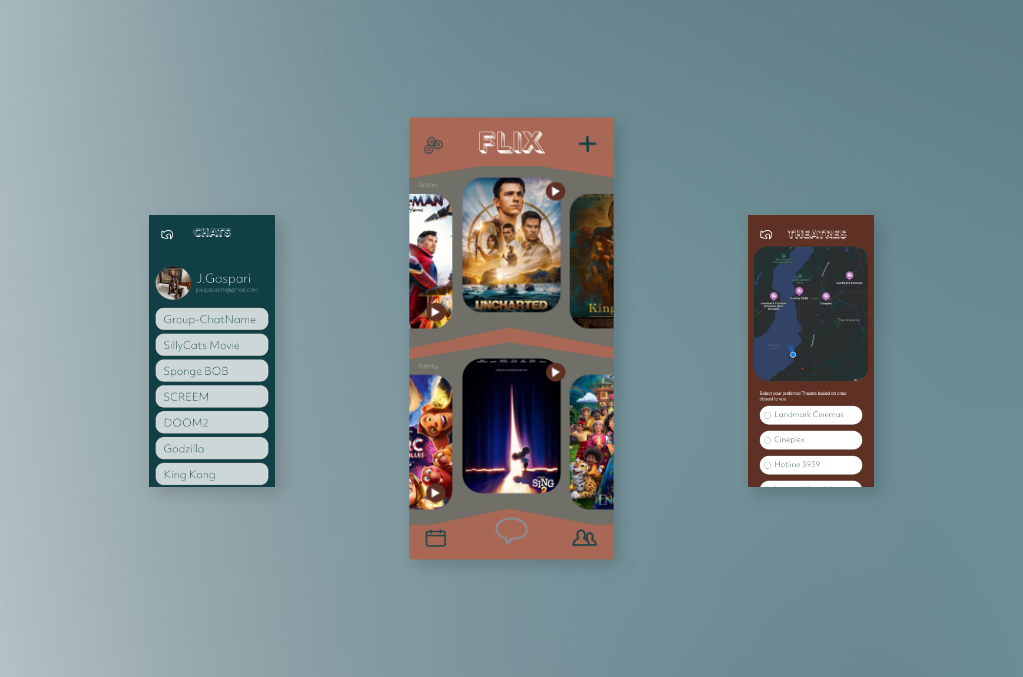 CHATS
J.Gaspari
Group-ChatName
SillyCats Movie
Sponge BOB
SCREEM
DOOM2
Godzilla
King Kong
FLIX
Action
-MAN
UNCHARTED
King
Family
SING
2
THEATRES
Select your preferred Theatre based on ones
closest to you
Landmark Cinemas
Cineplex
Hotline 3939